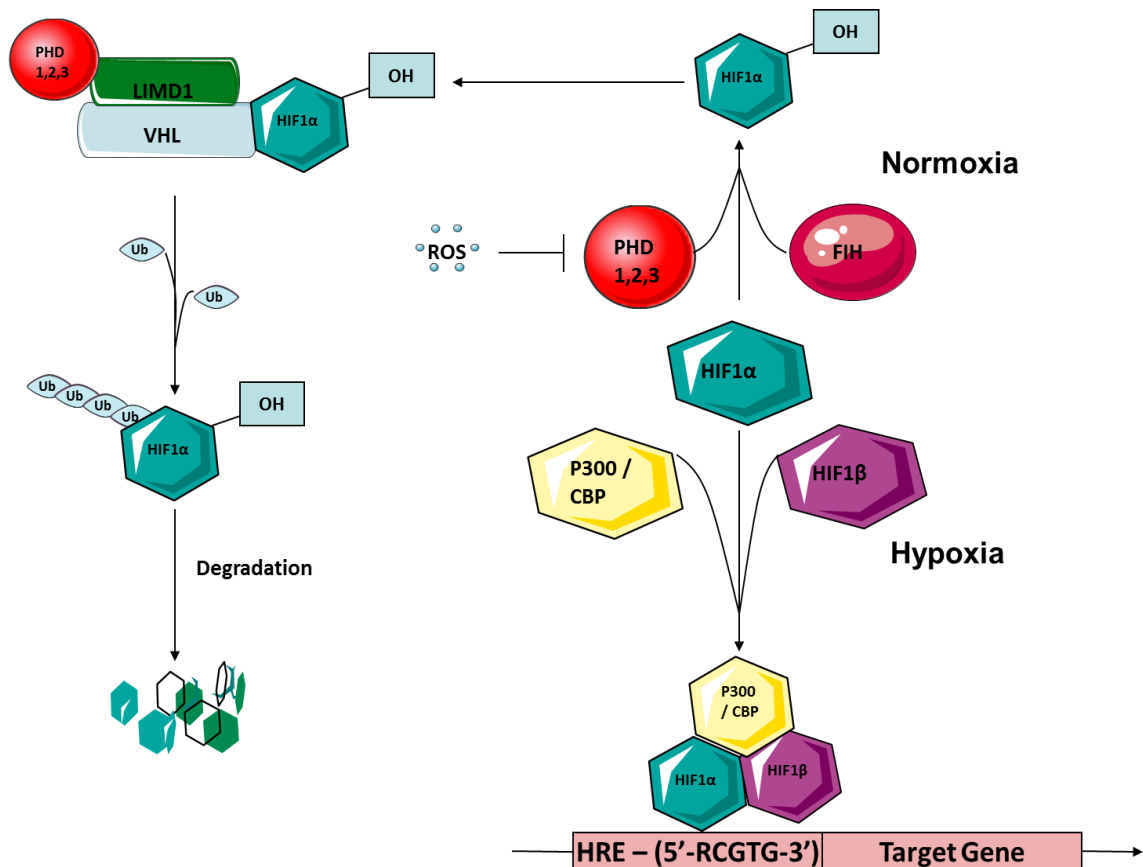 PHD
1,2,3
LIMD1
VHL
HIF1α
OH
HIF1α
OH
Normoxia
ROS
PHD
1,2,3
FIH
Ub
Ub
HIF1α
Ub
Ub
Ub
Ub
HIF1α
OH
P300 /
CBP
HIF1β
Hypoxia
Degradation
P300
/ CBP
HIF1α
HIF1β
HRE – (5’-RCGTG-3’)
Target Gene